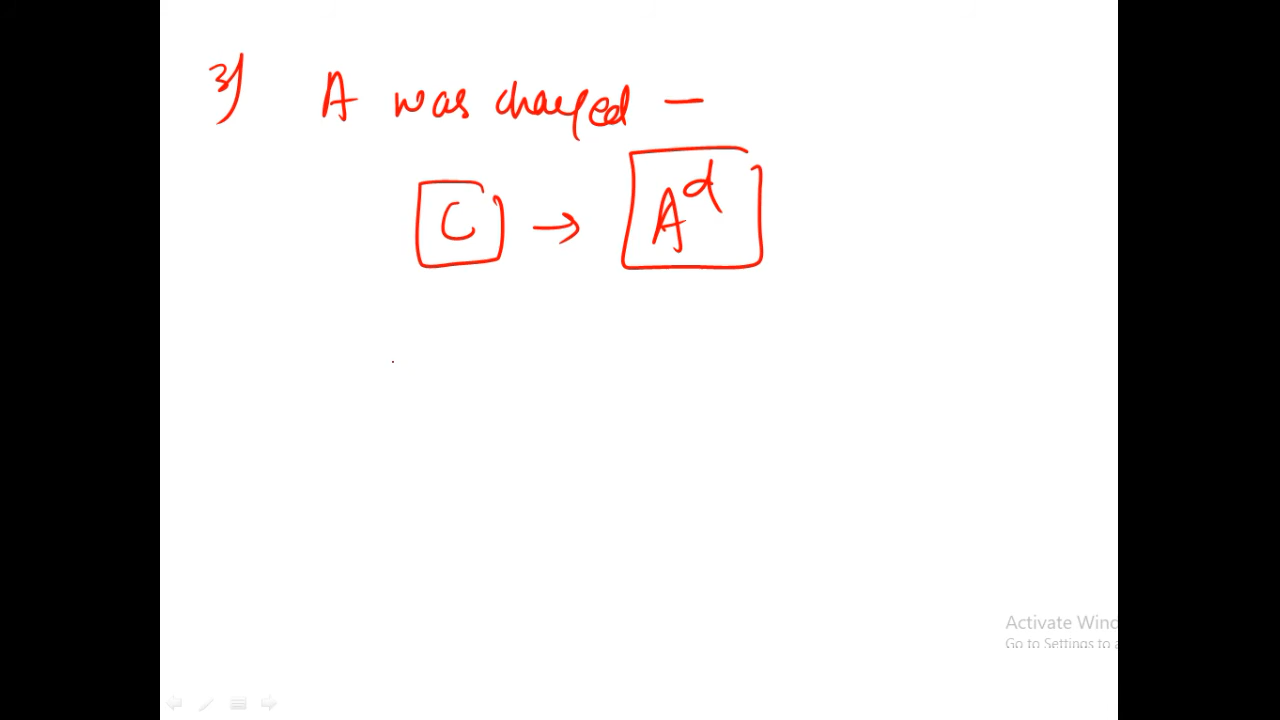 3) A was charged -
C → A^d
Activate Wind
Go to Settings to a